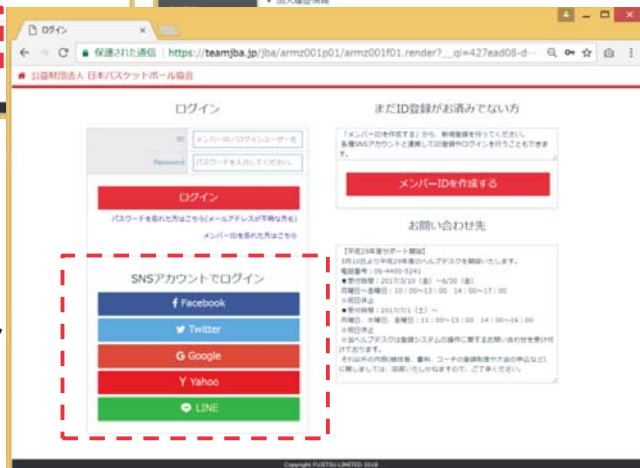 加入履歴情報
ログイン
保護された通信 | https://teamjba.jp/jba/armz001p01/armz001f01.render?__qi=427ead08-d…
公益財団法人 日本バスケットボール協会
ログイン
ID メンバーID/ログインユーザー名
Password パスワードを入力してください。
ログイン
パスワードを忘れた方はこちら(メールアドレスが不明な方も)
メンバーIDを忘れた方はこちら
SNSアカウントでログイン
Facebook
Twitter
Google
Yahoo
LINE
まだID登録がお済みでない方
「メンバーIDを作成する」から、新規登録を行ってください。
各種SNSアカウントと連携してID登録やログインを行うこともできま
す。
メンバーIDを作成する
お問い合わせ先
【平成29年度サポート開始】
3月10日より平成29年度のヘルプデスクを開設いたします。
電話番号：06-4400-5241
●受付時間：2017/3/10（金）~6/30（金）
月曜日~金曜日：10：00~13：00 14：00~17：00
※祝日休止
●受付時間：2017/7/1（土）~
月曜日、水曜日、金曜日：11：00~13：00 14：00~16：00
※祝日休止
※当ヘルプデスクは登録システムの操作に関するお問い合わせを受け付
けております。
それ以外の内容(競技者、審判、コーチの登録制度や大会の申込など)
に関しましては、回答いたしかねますので、ご了承ください。
Copyright FUJITSU LIMITED 2016